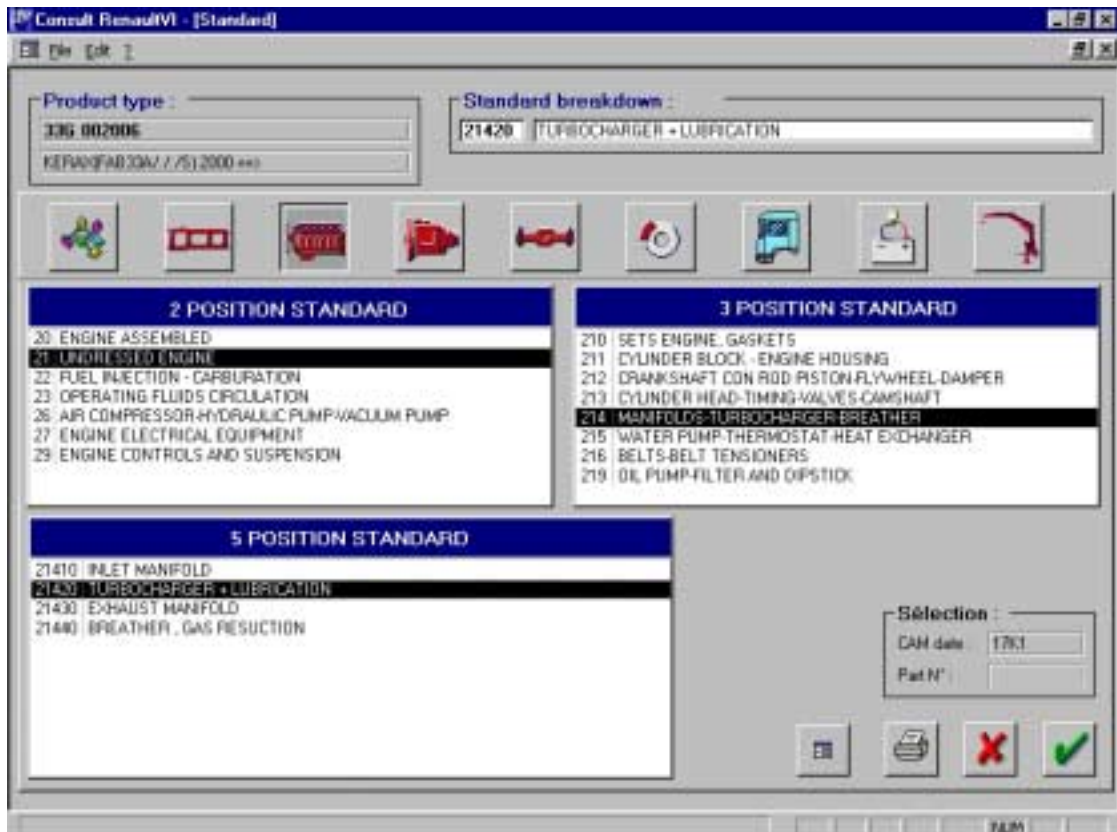 Consult RenaultVI - [Standard]
File Edit ?
Product type :
33G 002006
2000 ==>
Standard breakdown :
21420 TURBOCHARGER + LUBRICATION
2 POSITION STANDARD
20 ENGINE ASSEMBLED
21 UNDRESSED ENGINE
22 FUEL INJECTION - CARBURATION
23 OPERATING FLUIDS CIRCULATION
26 AIR COMPRESSOR-HYDRAULIC PUMP-VACUUM PUMP
27 ENGINE ELECTRICAL EQUIPMENT
29 ENGINE CONTROLS AND SUSPENSION
3 POSITION STANDARD
210 SETS ENGINE, GASKETS
211 CYLINDER BLOCK - ENGINE HOUSING
212 CRANKSHAFT CON ROD-PISTON-FLYWHEEL-DAMPER
213 CYLINDER HEAD-TIMING-VALVES-CAMSHAFT
214 MANIFOLDS-TURBOCHARGER-BREATHER
215 WATER PUMP-THERMOSTAT-HEAT EXCHANGER
216 BELTS-BELT TENSIONERS
219 OIL PUMP-FILTER AND DIPSTICK
5 POSITION STANDARD
21410 INLET MANIFOLD
21420 TURBOCHARGER + LUBRICATION
21430 EXHAUST MANIFOLD
21440 BREATHER , GAS RESUCTION
Sélection :
CAM date : 17K1
Part N° :
NUM